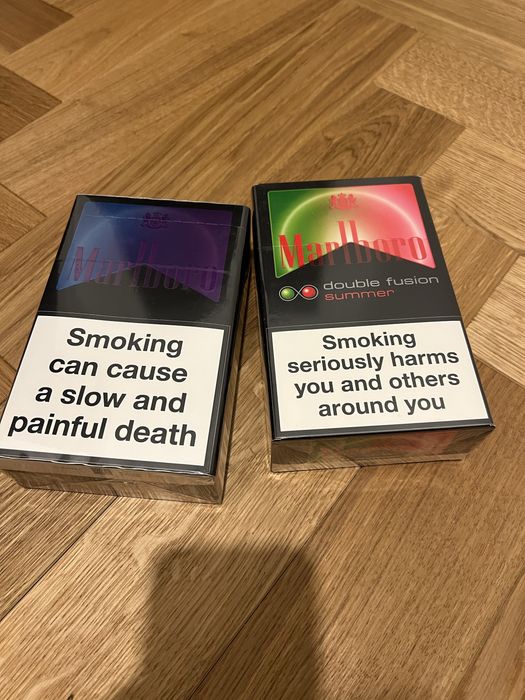 Marlboro
Smoking
can cause
a slow and
painful death
Marlboro
double fusion
summer
Smoking
seriously harms
you and others
around you